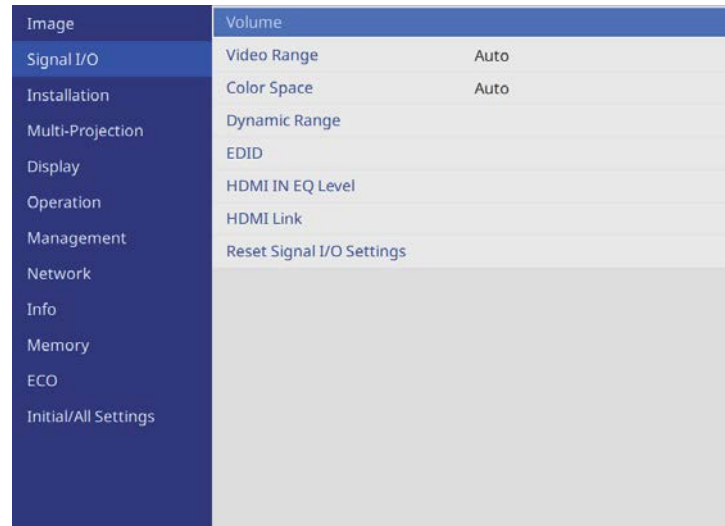 Image
Signal I/O
Installation
Multi-Projection
Display
Operation
Management
Network
Info
Memory
ECO
Initial/All Settings
Volume
Video Range Auto
Color Space Auto
Dynamic Range
EDID
HDMI IN EQ Level
HDMI Link
Reset Signal I/O Settings